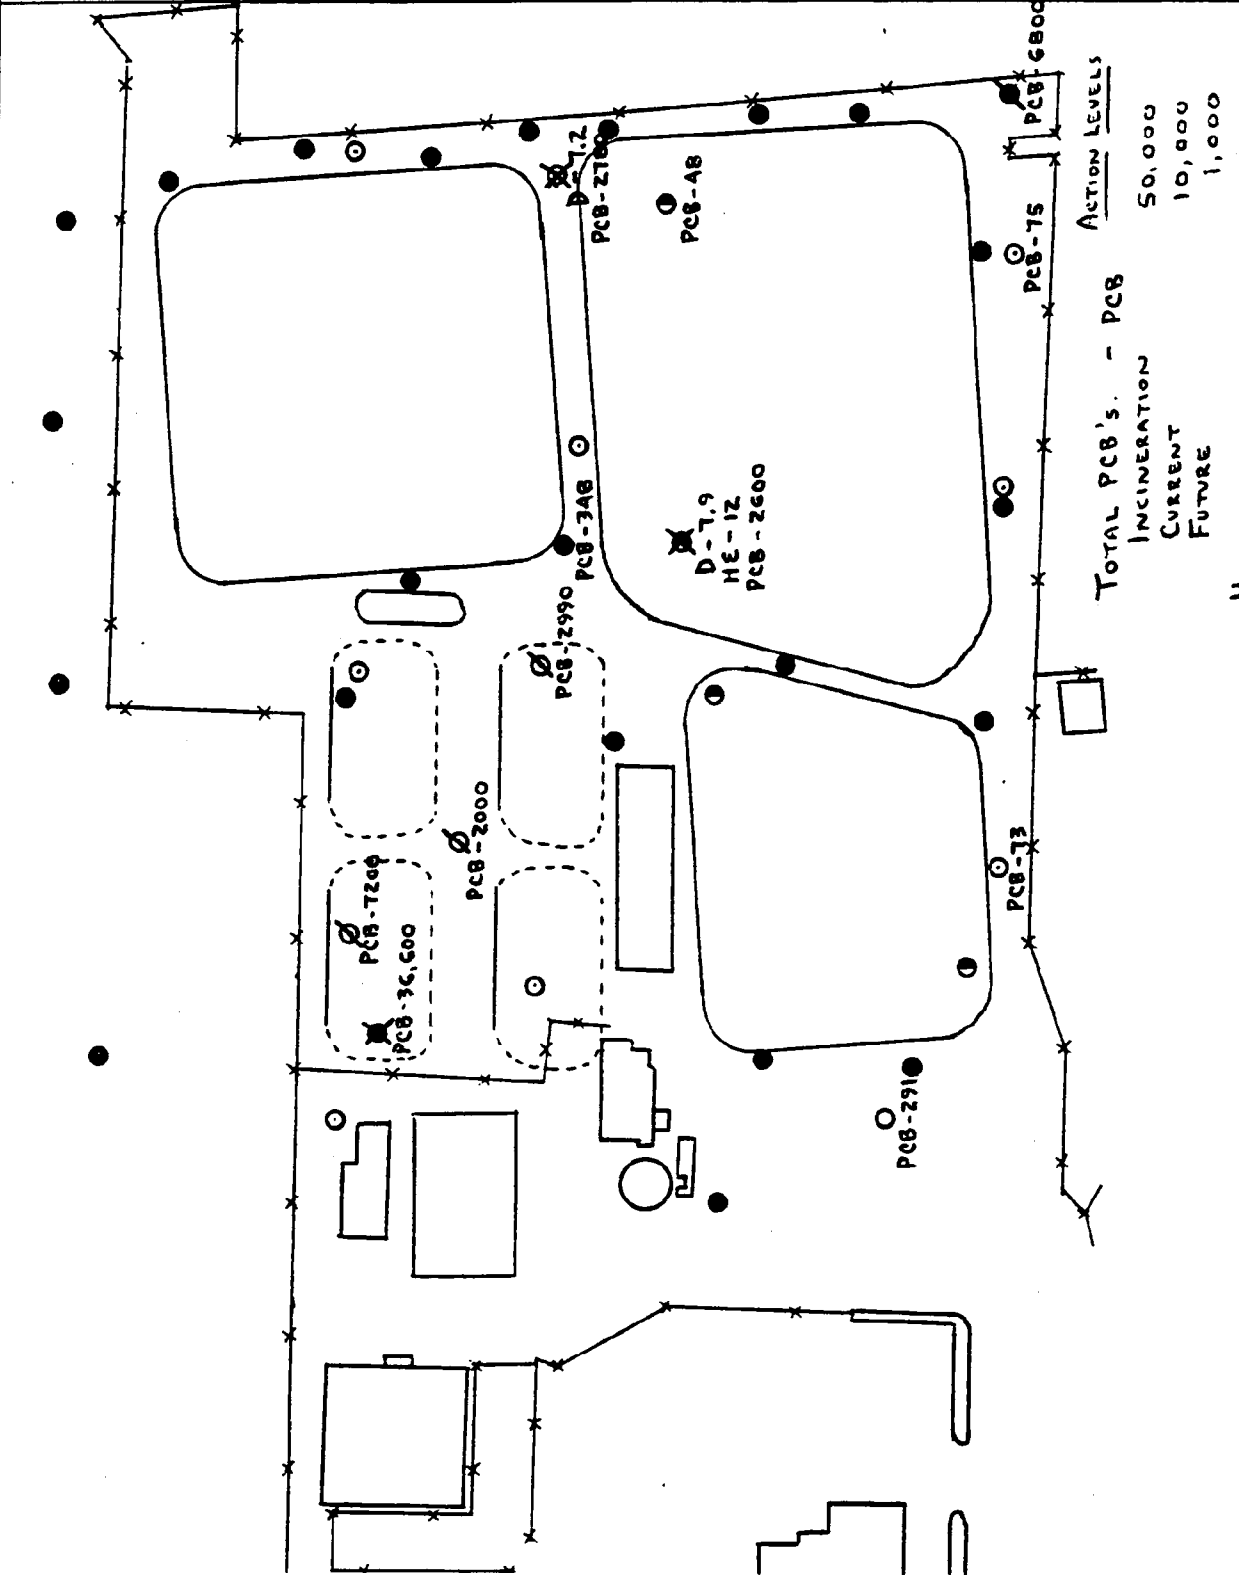 PCB-6800
D-7.2
PCB-2780
PCB-48
PCB-75
PCB-348
D-7.9
HE-12
PCB-2600
PCB-2990
PCB-2000
PCB-7200
PCB-36,600
PCB-73
PCB-291
TOTAL PCB's. - PCB ACTION LEVELS
INCINERATION 50,000
CURRENT 10,000
FUTURE 1,000